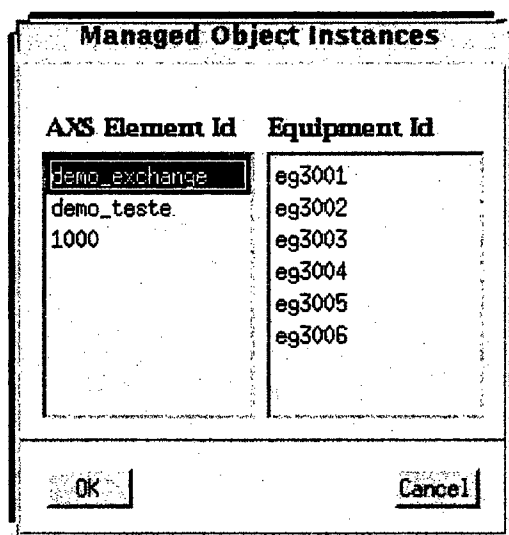 Managed Object Instances
AXS Element Id
Equipment Id
demo_exchange
demo_teste
1000
eg3001
eg3002
eg3003
eg3004
eg3005
eg3006
OK
Cancel